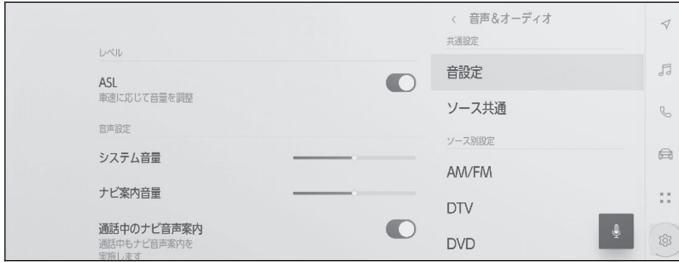 レベル
ASL
車速に応じて音量を調整
音声設定
システム音量
ナビ案内音量
通話中のナビ音声案内
通話中もナビ音声案内を
実施します
< 音声＆オーディオ
共通設定
音設定
ソース共通
ソース別設定
AM/FM
DTV
DVD